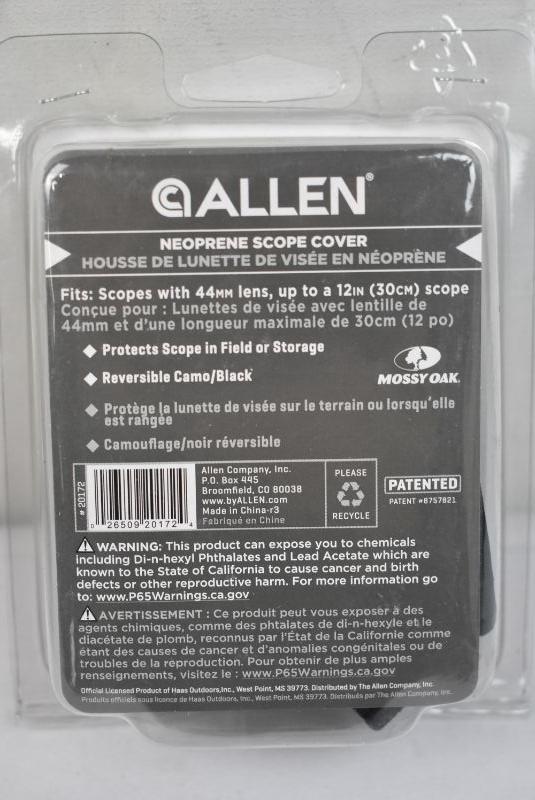 ALLEN®
NEOPRENE SCOPE COVER
HOUSSE DE LUNETTE DE VISÉE EN NÉOPRÈNE
Fits: Scopes with 44MM lens, up to a 12IN (30CM) scope
Conçue pour : Lunettes de visée avec lentille de
44mm et d'une longueur maximale de 30cm (12 po)
Protects Scope in Field or Storage
Reversible Camo/Black
MOSSY OAK.
Protège la lunette de visée sur le terrain ou lorsqu'elle
est rangée
Camouflage/noir réversible
# 20172
0 26509 20172 4
Allen Company, Inc.
P.O. Box 445
Broomfield, CO 80038
www.byALLEN.com
Made in China-r3
Fabriqué en Chine
PLEASE
RECYCLE
PATENTED
PATENT #8757821
WARNING: This product can expose you to chemicals
including Di-n-hexyl Phthalates and Lead Acetate which are
known to the State of California to cause cancer and birth
defects or other reproductive harm. For more information go
to: www.P65Warnings.ca.gov
AVERTISSEMENT : Ce produit peut vous exposer à des
agents chimiques, comme des phtalates de di-n-hexyle et le
diacétate de plomb, reconnus par l'État de la Californie comme
étant des causes de cancer et d'anomalies congénitales ou de
troubles de la reproduction. Pour obtenir de plus amples
renseignements, visitez le : www.P65Warnings.ca.gov
Official Licensed Product of Haas Outdoors,Inc., West Point, MS 39773. Distributed by The Allen Company, Inc.
Produits officiels sous licence de Haas Outdoors, Inc., West Point, MS 39773. Distribués par The Allen Company, Inc.